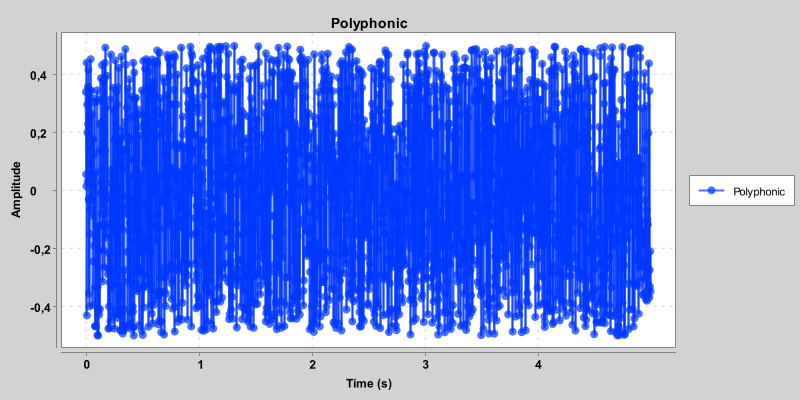 Polyphonic
Amplitude
0,4
0,2
0
-0,2
-0,4
0 1 2 3 4
Time (s)
Polyphonic